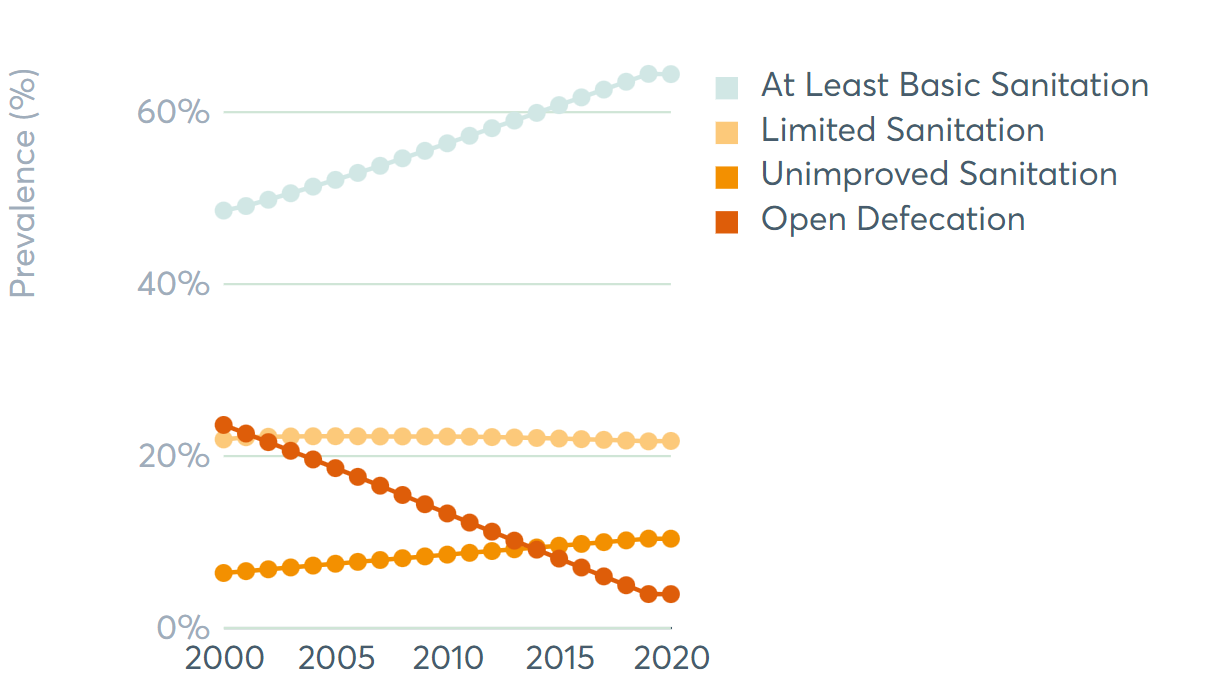 Prevalence (%)
60%
40%
20%
0%
2000 2005 2010 2015 2020
At Least Basic Sanitation
Limited Sanitation
Unimproved Sanitation
Open Defecation